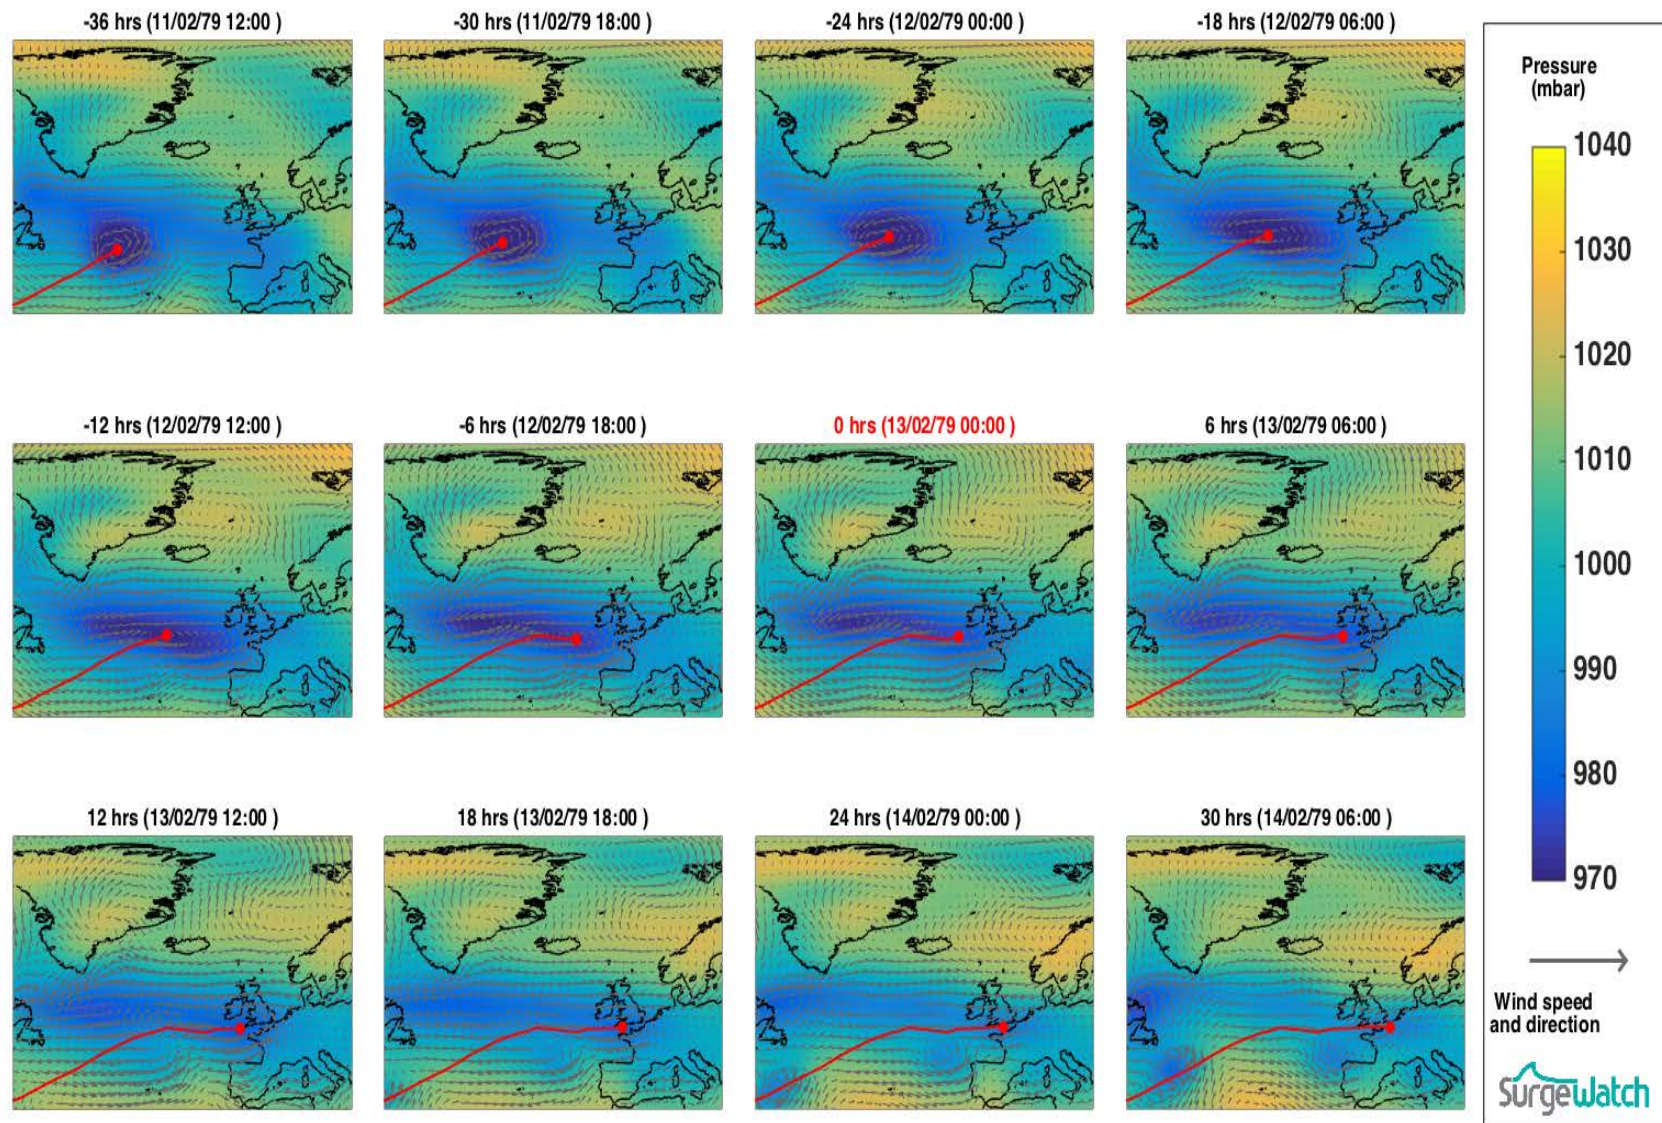 -36 hrs (11/02/79 12:00 )
-30 hrs (11/02/79 18:00 )
-24 hrs (12/02/79 00:00 )
-18 hrs (12/02/79 06:00 )
Pressure
(mbar)
1040
1030
1020
1010
1000
990
980
970
-12 hrs (12/02/79 12:00 )
-6 hrs (12/02/79 18:00 )
0 hrs (13/02/79 00:00 )
6 hrs (13/02/79 06:00 )
12 hrs (13/02/79 12:00 )
18 hrs (13/02/79 18:00 )
24 hrs (14/02/79 00:00 )
30 hrs (14/02/79 06:00 )
Wind speed
and direction
Surgewatch